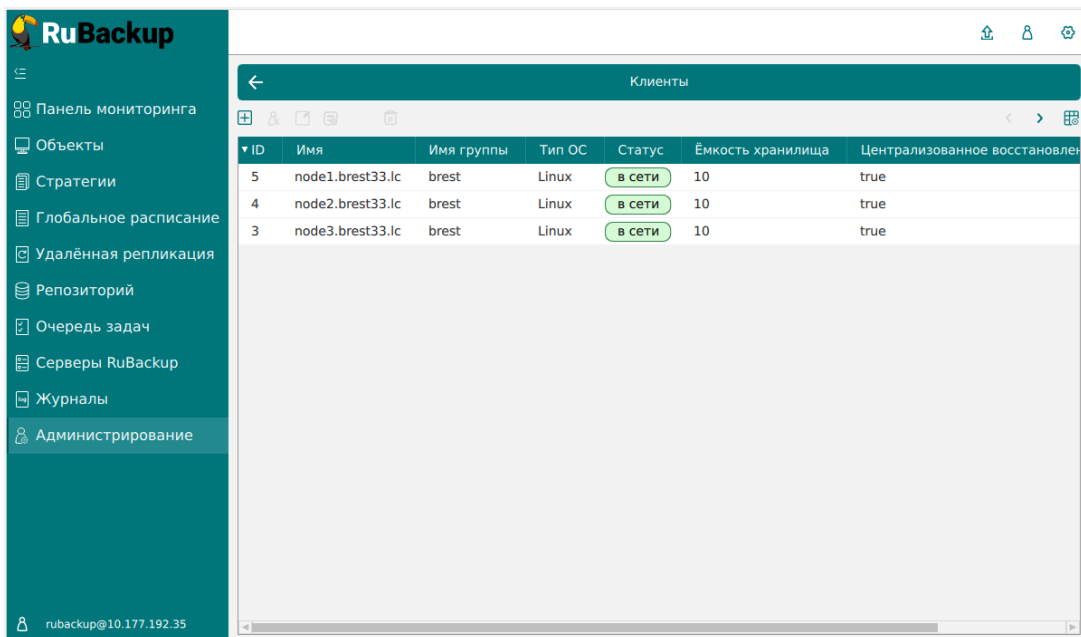 RuBackup
Клиенты
Панель мониторинга
Объекты
Стратегии
Глобальное расписание
Удалённая репликация
Репозиторий
Очередь задач
Серверы RuBackup
Журналы
Администрирование
rubackup@10.177.192.35
ID Имя Имя группы Тип ОС Статус Ёмкость хранилища Централизованное восстановлен
5 node1.brest33.lc brest Linux в сети 10 true
4 node2.brest33.lc brest Linux в сети 10 true
3 node3.brest33.lc brest Linux в сети 10 true